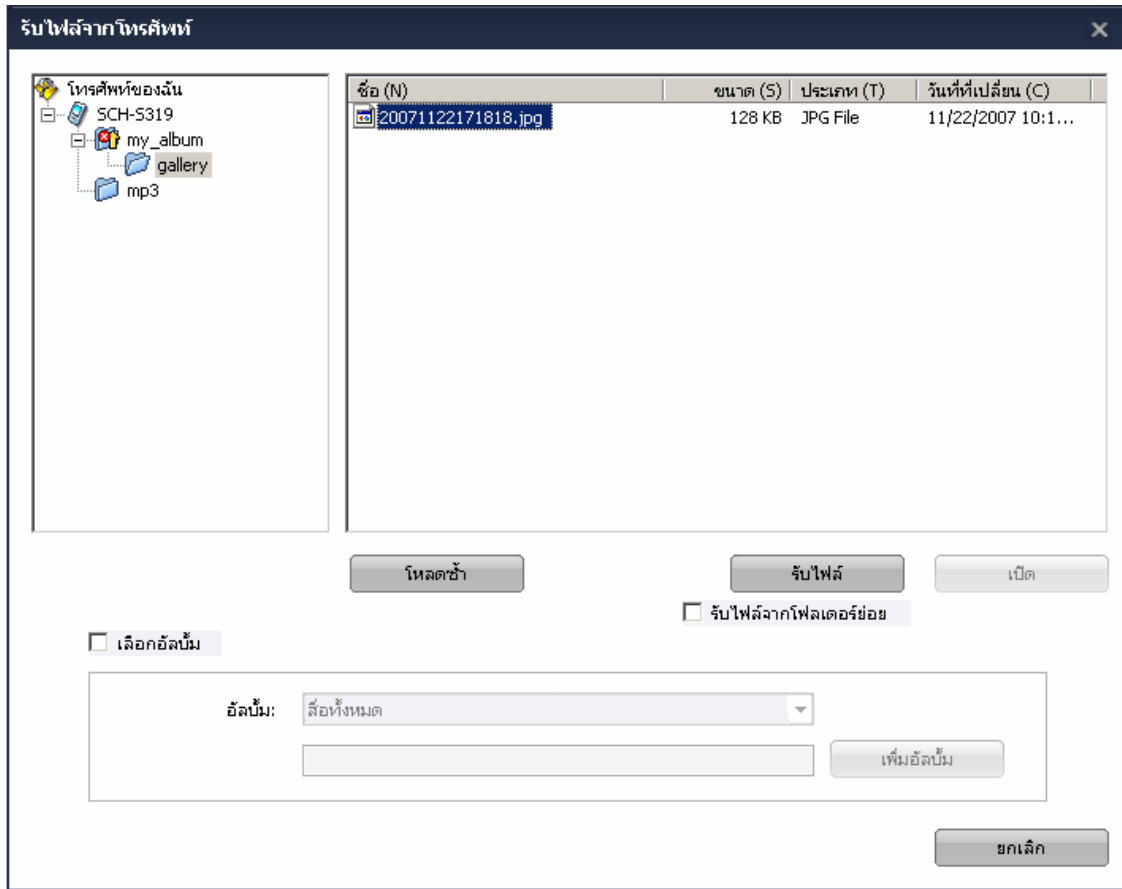 รับไฟล์จากโทรศัพท์
โทรศัพท์ของฉัน
SCH-S319
my_album
gallery
mp3
ชื่อ (N) ขนาด (S) ประเภท (T) วันที่ที่เปลี่ยน (C)
20071122171818.jpg 128 KB JPG File 11/22/2007 10:1...
โหลดซ้ำ รับไฟล์ เปิด
รับไฟล์จากโฟลเดอร์ย่อย
เลือกอัลบั้ม
อัลบั้ม: สื่อทั้งหมด
เพิ่มอัลบั้ม
ยกเลิก